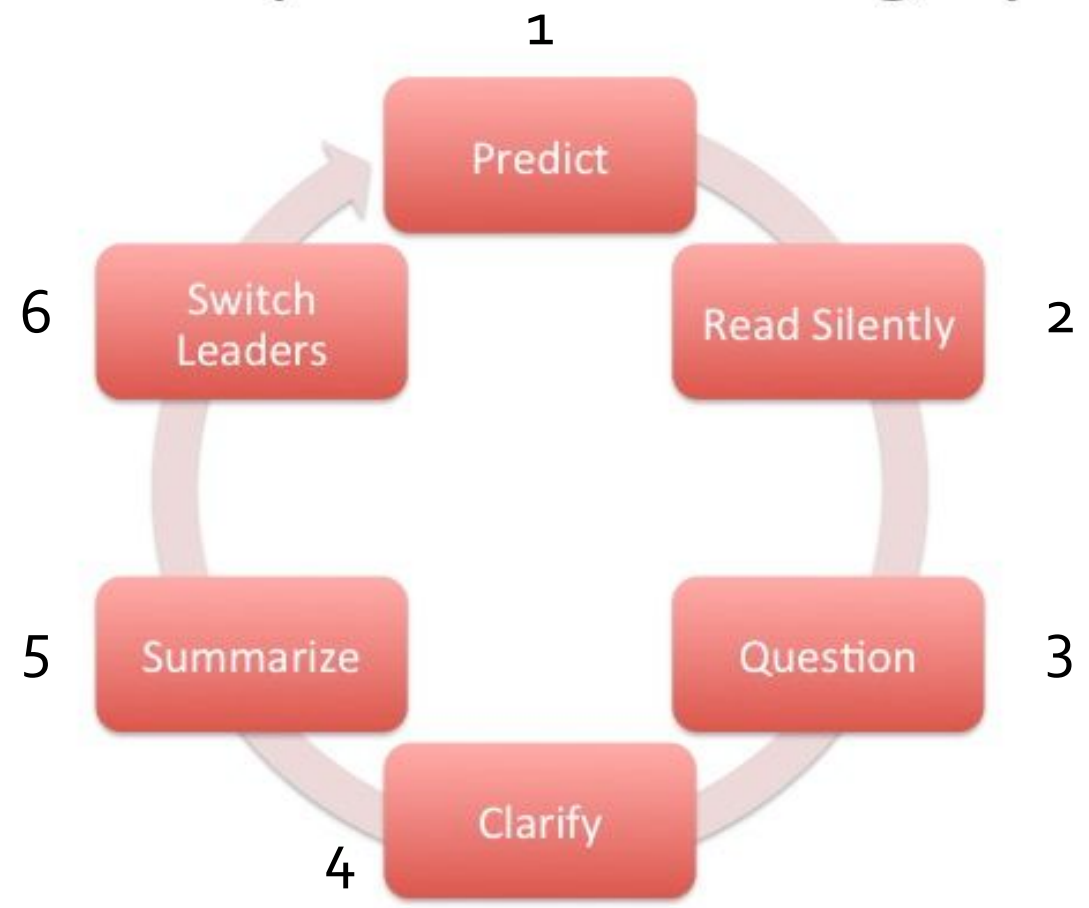 1
Predict
2
Read Silently
3
Question
4
Clarify
5
Summarize
6
Switch
Leaders